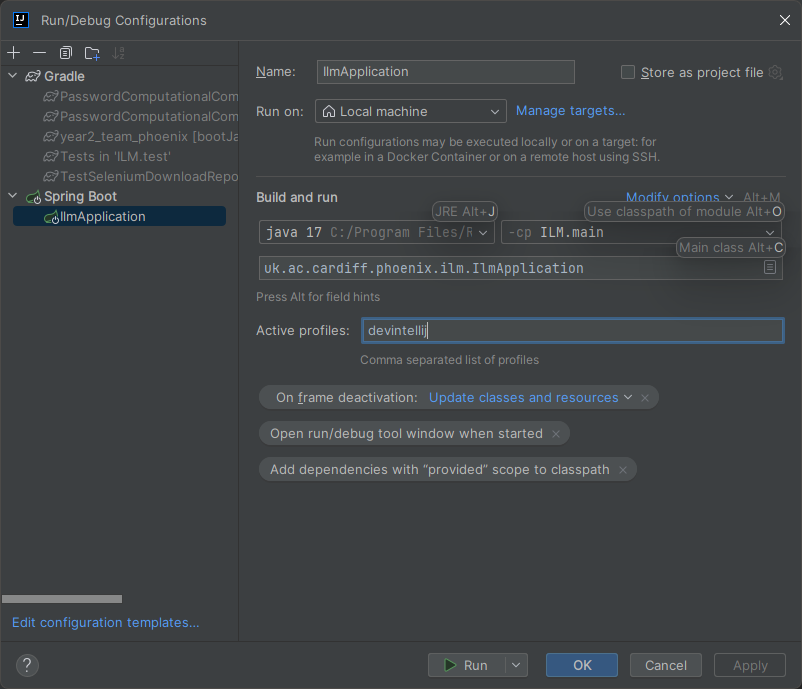 Run/Debug Configurations
Gradle
PasswordComputationalCom
PasswordComputationalCom
year2_team_phoenix [bootJa
Tests in 'ILM.test'
TestSeleniumDownloadRepo
Spring Boot
IlmApplication
Edit configuration templates...
Name:
IlmApplication
Store as project file
Run on:
Local machine
Manage targets...
Run configurations may be executed locally or on a target: for
example in a Docker Container or on a remote host using SSH.
Build and run
Modify options
Alt+M
JRE Alt+J
Use classpath of module Alt+O
java 17 C:/Program Files/R
-cp ILM.main
Main class Alt+C
uk.ac.cardiff.phoenix.ilm.IlmApplication
Press Alt for field hints
Active profiles:
devintellij
Comma separated list of profiles
On frame deactivation: Update classes and resources
Open run/debug tool window when started
Add dependencies with “provided” scope to classpath
?
Run
OK
Cancel
Apply